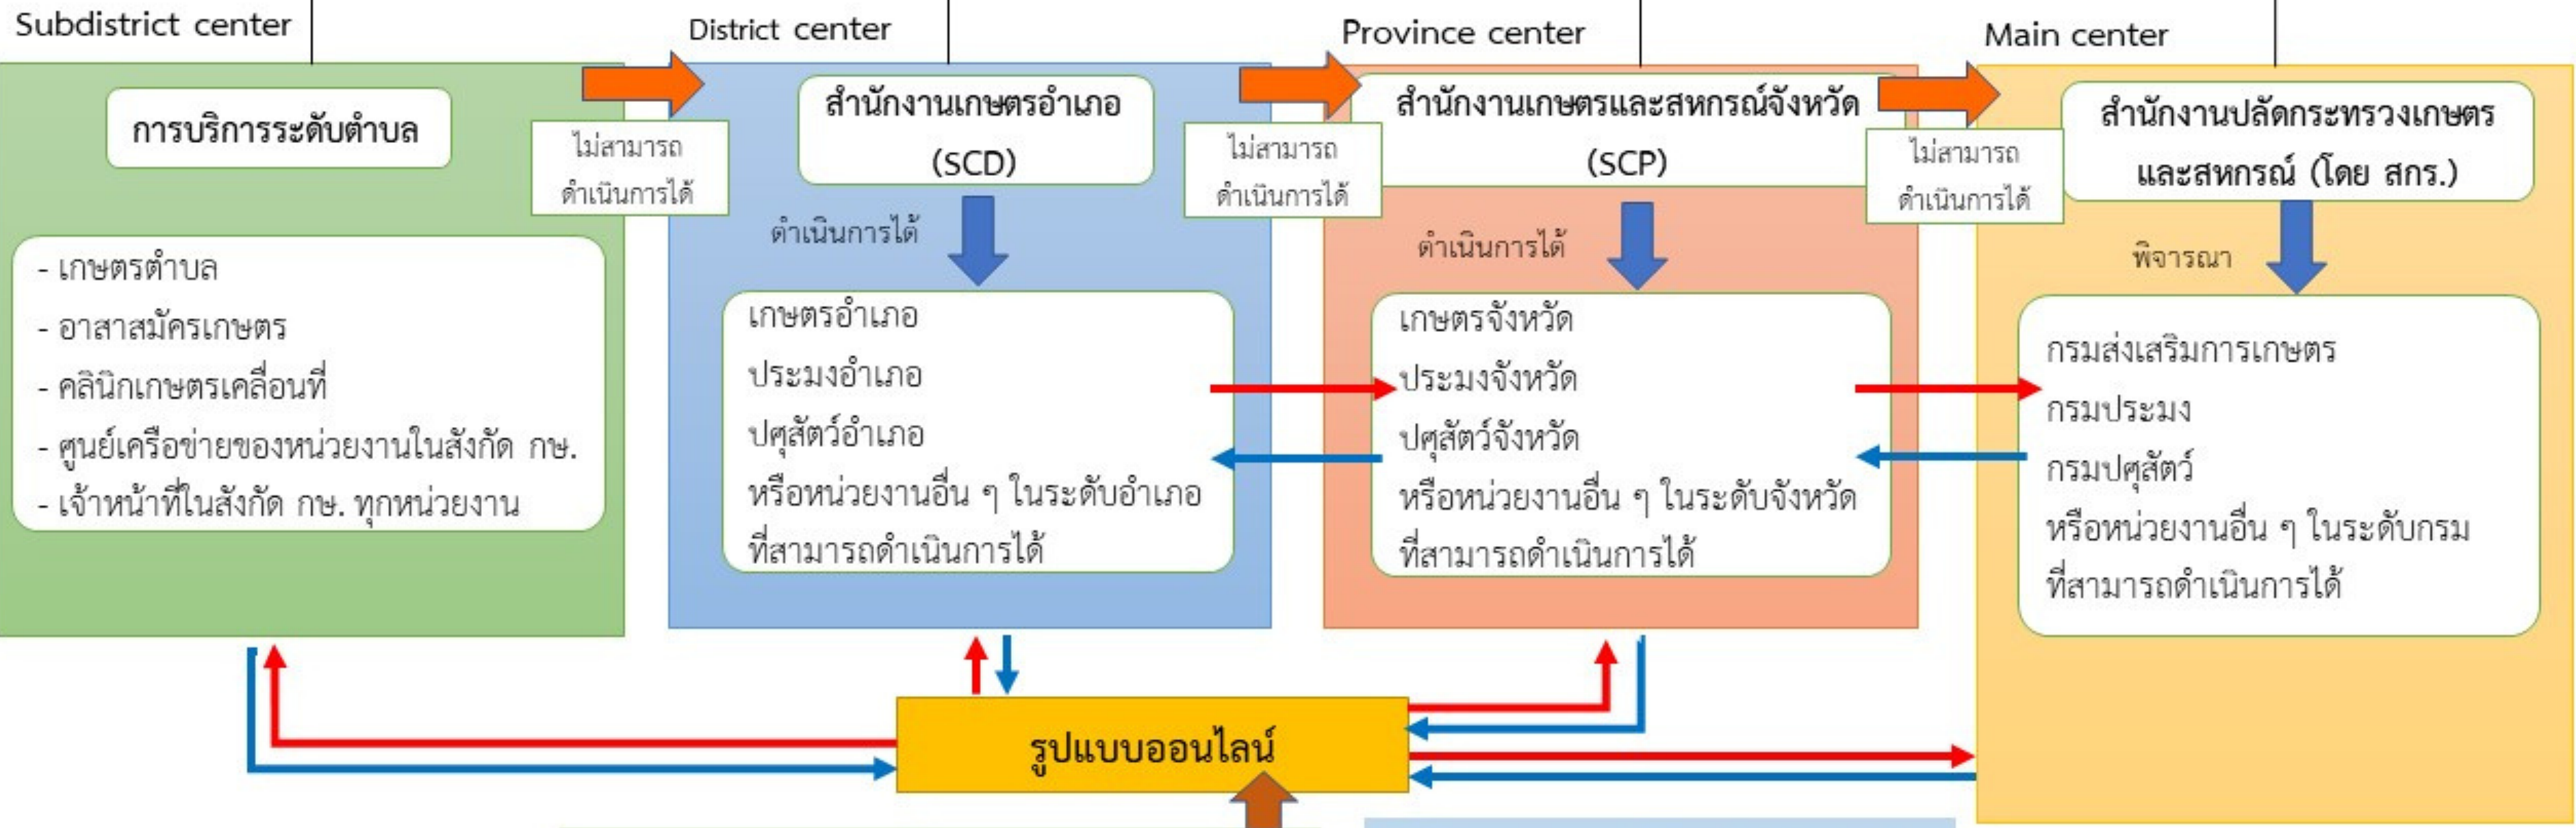 Subdistrict center
การบริการระดับตำบล
- เกษตรตำบล
- อาสาสมัครเกษตร
- คลินิกเกษตรเคลื่อนที่
- ศูนย์เครือข่ายของหน่วยงานในสังกัด กษ.
- เจ้าหน้าที่ในสังกัด กษ. ทุกหน่วยงาน
ไม่สามารถ
ดำเนินการได้
District center
สำนักงานเกษตรอำเภอ
(SCD)
ดำเนินการได้
เกษตรอำเภอ
ประมงอำเภอ
ปศุสัตว์อำเภอ
หรือหน่วยงานอื่น ๆ ในระดับอำเภอ
ที่สามารถดำเนินการได้
ไม่สามารถ
ดำเนินการได้
Province center
สำนักงานเกษตรและสหกรณ์จังหวัด
(SCP)
ดำเนินการได้
เกษตรจังหวัด
ประมงจังหวัด
ปศุสัตว์จังหวัด
หรือหน่วยงานอื่น ๆ ในระดับจังหวัด
ที่สามารถดำเนินการได้
ไม่สามารถ
ดำเนินการได้
Main center
สำนักงานปลัดกระทรวงเกษตร
และสหกรณ์ (โดย สกร.)
พิจารณา
กรมส่งเสริมการเกษตร
กรมประมง
กรมปศุสัตว์
หรือหน่วยงานอื่น ๆ ในระดับกรม
ที่สามารถดำเนินการได้
รูปแบบออนไลน์